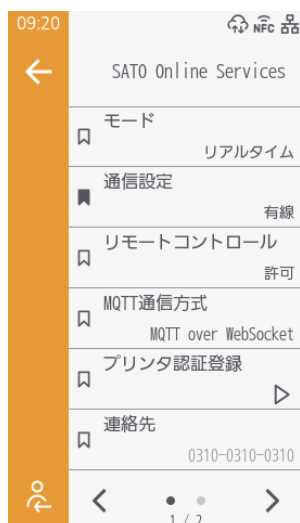 09:20
NFC
SATO Online Services
モード
リアルタイム
通信設定
有線
リモートコントロール
許可
MQTT通信方式
MQTT over WebSocket
プリンタ認証登録
連絡先
0310-0310-0310
1 / 2